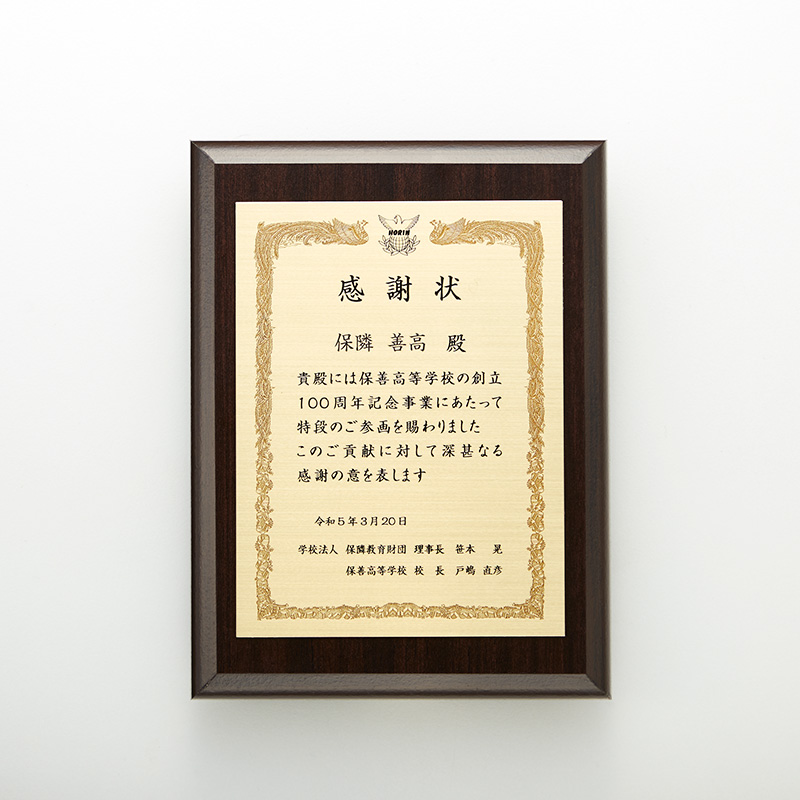 HORIN
感謝状
保隣 善高 殿
貴殿には保善高等学校の創立
100周年記念事業にあたって
特段のご参画を賜わりました
このご貢献に対して深甚なる
感謝の意を表します
令和5年3月20日
学校法人 保隣教育財団 理事長 笹本 晃
保善高等学校 校 長 戸嶋 直彦